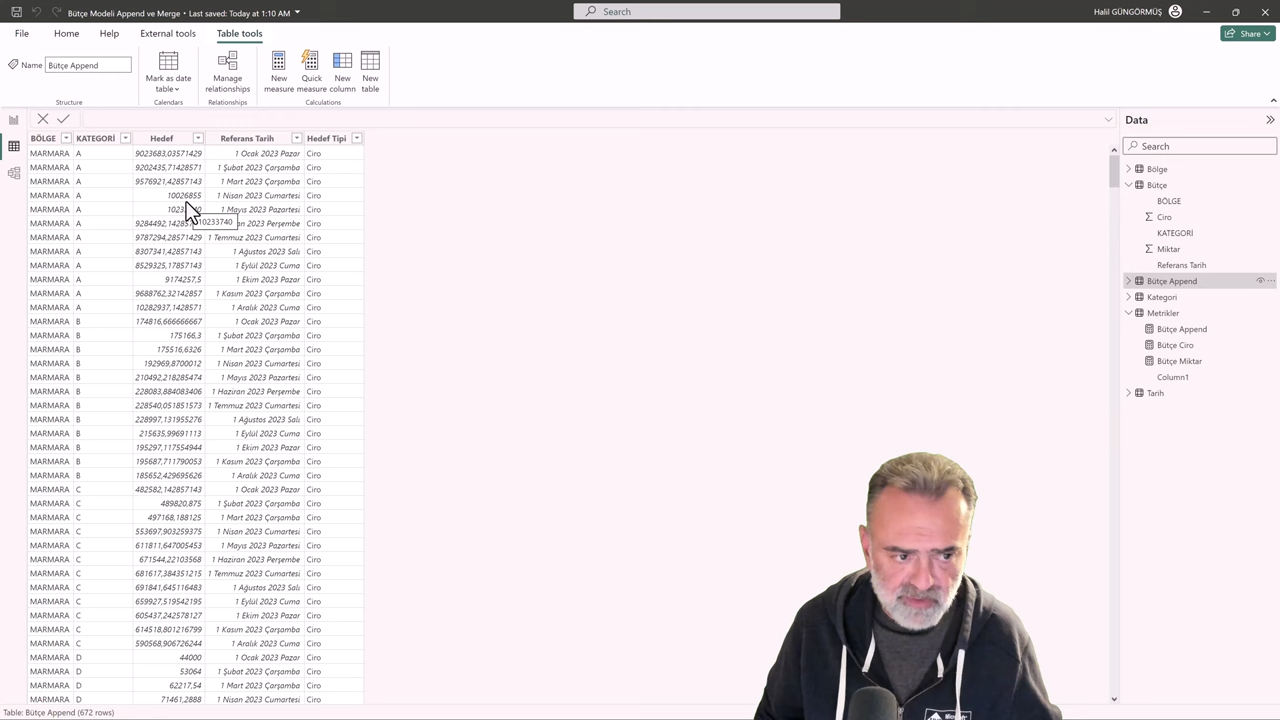 Bütçe Modeli Append ve Merge • Last saved: Today at 1:10 AM
Search
Halil GÜNGÖRMÜŞ
File Home Help External tools Table tools
Share
Name Bütçe Append
Mark as date table
Manage relationships
New measure
Quick measure
New column
New table
Structure Calendars Relationships Calculations
BÖLGE KATEGORİ Hedef Referans Tarih Hedef Tipi
MARMARA A 9023683,03571429 1 Ocak 2023 Pazar Ciro
MARMARA A 9202435,71428571 1 Şubat 2023 Çarşamba Ciro
MARMARA A 9576921,42857143 1 Mart 2023 Çarşamba Ciro
MARMARA A 10026855 1 Nisan 2023 Cumartesi Ciro
MARMARA A 1 Mayıs 2023 Pazartesi Ciro
10233740
MARMARA A 2023 Perşembe Ciro
MARMARA A 9787294,28571429 1 Temmuz 2023 Cumartesi Ciro
MARMARA A 8307341,42857143 1 Ağustos 2023 Salı Ciro
MARMARA A 8529325,17857143 1 Eylül 2023 Cuma Ciro
MARMARA A 9174257,5 1 Ekim 2023 Pazar Ciro
MARMARA A 9688762,32142857 1 Kasım 2023 Çarşamba Ciro
MARMARA A 10282937,1428571 1 Aralık 2023 Cuma Ciro
MARMARA B 174816,666666667 1 Ocak 2023 Pazar Ciro
MARMARA B 175166,3 1 Şubat 2023 Çarşamba Ciro
MARMARA B 175516,6326 1 Mart 2023 Çarşamba Ciro
MARMARA B 192969,8700012 1 Nisan 2023 Cumartesi Ciro
MARMARA B 210492,218285474 1 Mayıs 2023 Pazartesi Ciro
MARMARA B 228083,884083406 1 Haziran 2023 Perşembe Ciro
MARMARA B 228540,051851573 1 Temmuz 2023 Cumartesi Ciro
MARMARA B 228997,131955276 1 Ağustos 2023 Salı Ciro
MARMARA B 215635,99691113 1 Eylül 2023 Cuma Ciro
MARMARA B 195297,117554944 1 Ekim 2023 Pazar Ciro
MARMARA B 195687,711790053 1 Kasım 2023 Çarşamba Ciro
MARMARA B 185652,429695626 1 Aralık 2023 Cuma Ciro
MARMARA C 482582,142857143 1 Ocak 2023 Pazar Ciro
MARMARA C 489820,875 1 Şubat 2023 Çarşamba Ciro
MARMARA C 497168,188125 1 Mart 2023 Çarşamba Ciro
MARMARA C 553697,903259375 1 Nisan 2023 Cumartesi Ciro
MARMARA C 611811,647005453 1 Mayıs 2023 Pazartesi Ciro
MARMARA C 671544,22103568 1 Haziran 2023 Perşembe Ciro
MARMARA C 681617,384351215 1 Temmuz 2023 Cumartesi Ciro
MARMARA C 691841,645116483 1 Ağustos 2023 Salı Ciro
MARMARA C 659927,519542195 1 Eylül 2023 Cuma Ciro
MARMARA C 605437,242578127 1 Ekim 2023 Pazar Ciro
MARMARA C 614518,801216799 1 Kasım 2023 Çarşamba Ciro
MARMARA C 590568,906726244 1 Aralık 2023 Cuma Ciro
MARMARA D 44000 1 Ocak 2023 Pazar Ciro
MARMARA D 53064 1 Şubat 2023 Çarşamba Ciro
MARMARA D 62217,54 1 Mart 2023 Çarşamba Ciro
MARMARA D 71461,2888 1 Nisan 2023 Cumartesi Ciro
Data
Search
Bölge
Bütçe
BÖLGE
Ciro
KATEGORİ
Miktar
Referans Tarih
Bütçe Append
Kategori
Metrikler
Bütçe Append
Bütçe Ciro
Bütçe Miktar
Column1
Tarih
Table: Bütçe Append (672 rows)